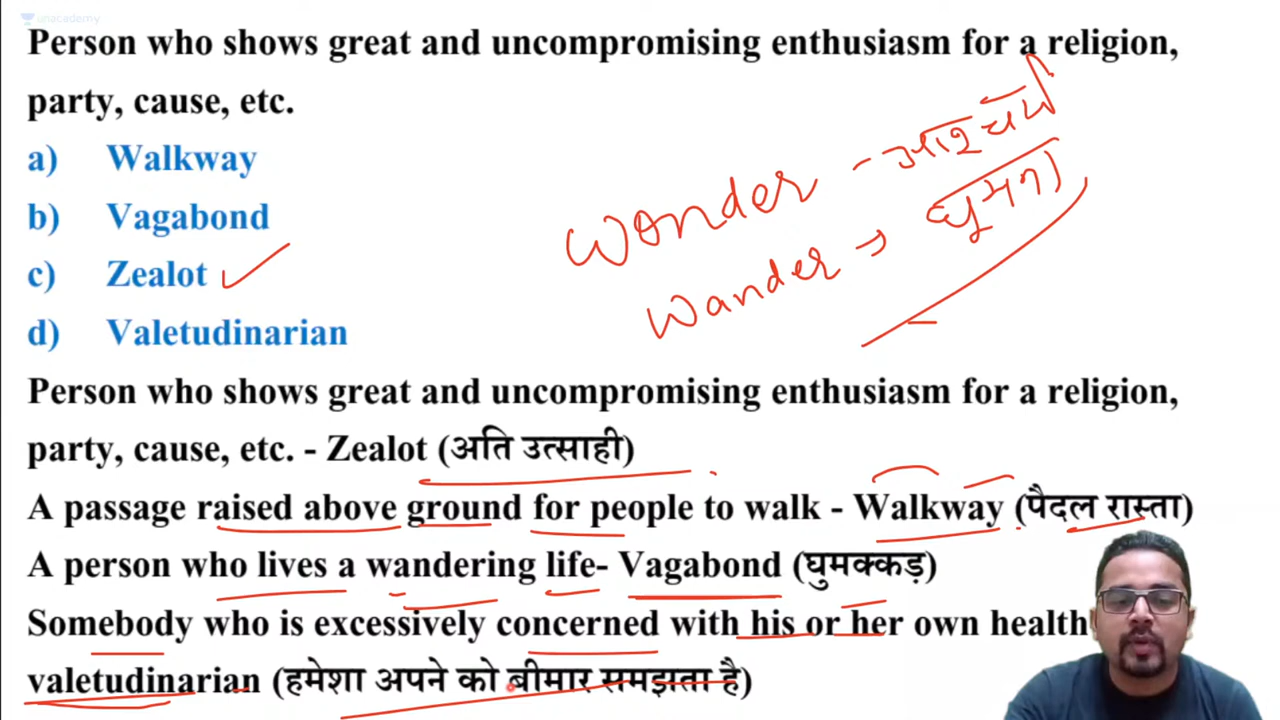 unacademy
Person who shows great and uncompromising enthusiasm for a religion,
party, cause, etc.
a) Walkway
b) Vagabond
c) Zealot
d) Valetudinarian
Wonder - आश्चर्य
Wander → घुमना
Person who shows great and uncompromising enthusiasm for a religion,
party, cause, etc. - Zealot (अति उत्साही)
A passage raised above ground for people to walk - Walkway (पैदल रास्ता)
A person who lives a wandering life- Vagabond (घुमक्कड़)
Somebody who is excessively concerned with his or her own health
valetudinarian (हमेशा अपने को बीमार समझता है)